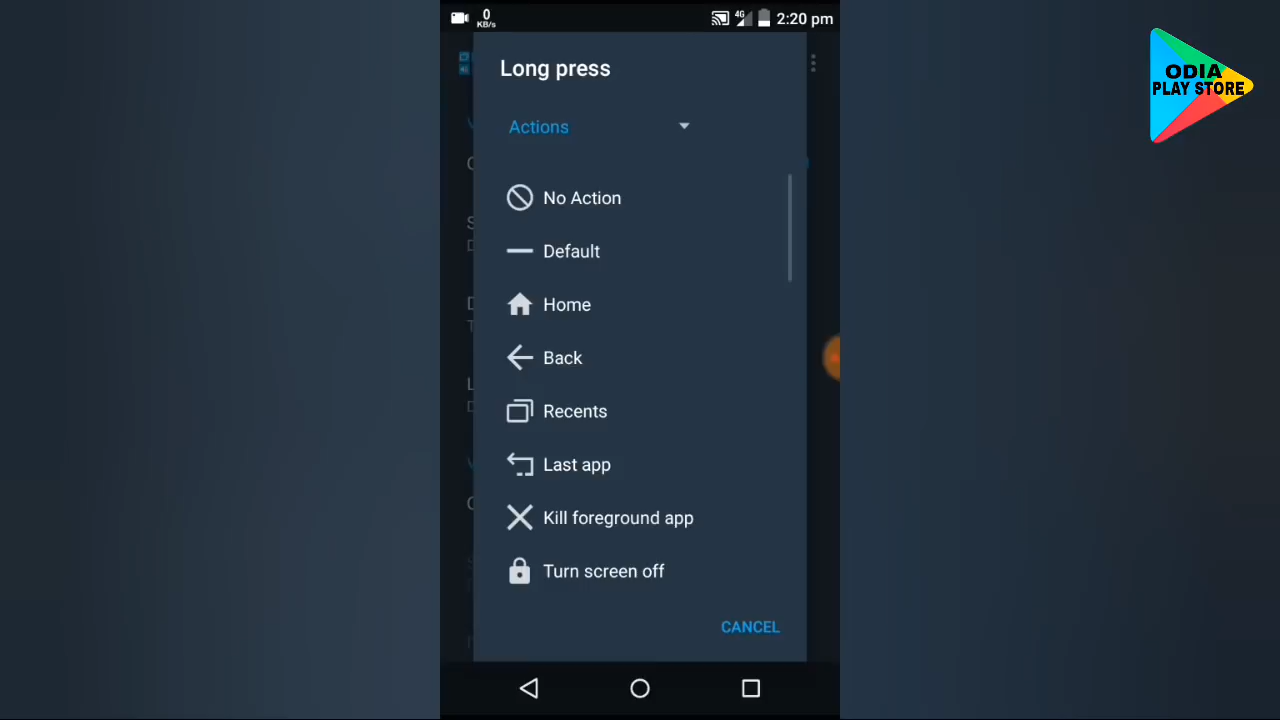 0
KB/s
4G
2:20 pm
ODIA
PLAY STORE
Long press
Actions
No Action
Default
Home
Back
Recents
Last app
Kill foreground app
Turn screen off
CANCEL